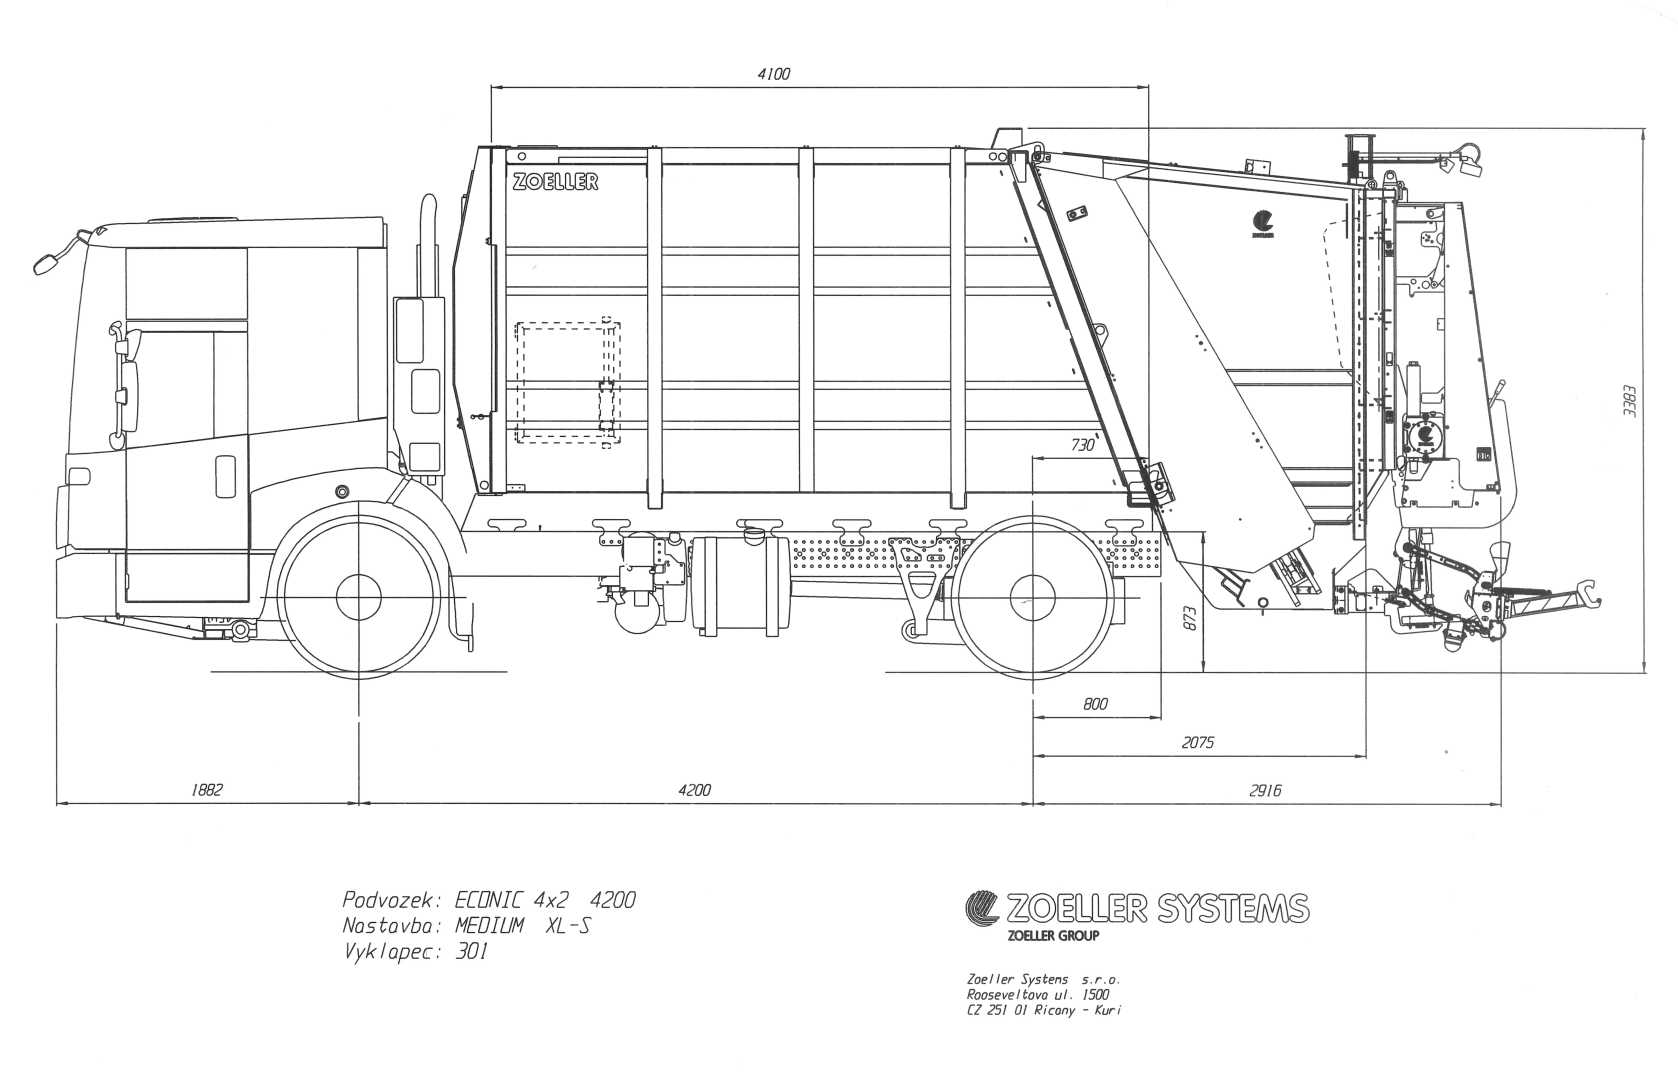 4100
ZOELLER
3383
730
873
800
2075
1882
4200
2916
Podvozek: ECONIC 4x2 4200
Nastavba: MEDIUM XL-S
Vyklapec: 301
ZOELLER SYSTEMS
ZOELLER GROUP
Zoeller Systems s.r.o.
Rooseveltova ul. 1500
CZ 251 01 Ricany - Kuri